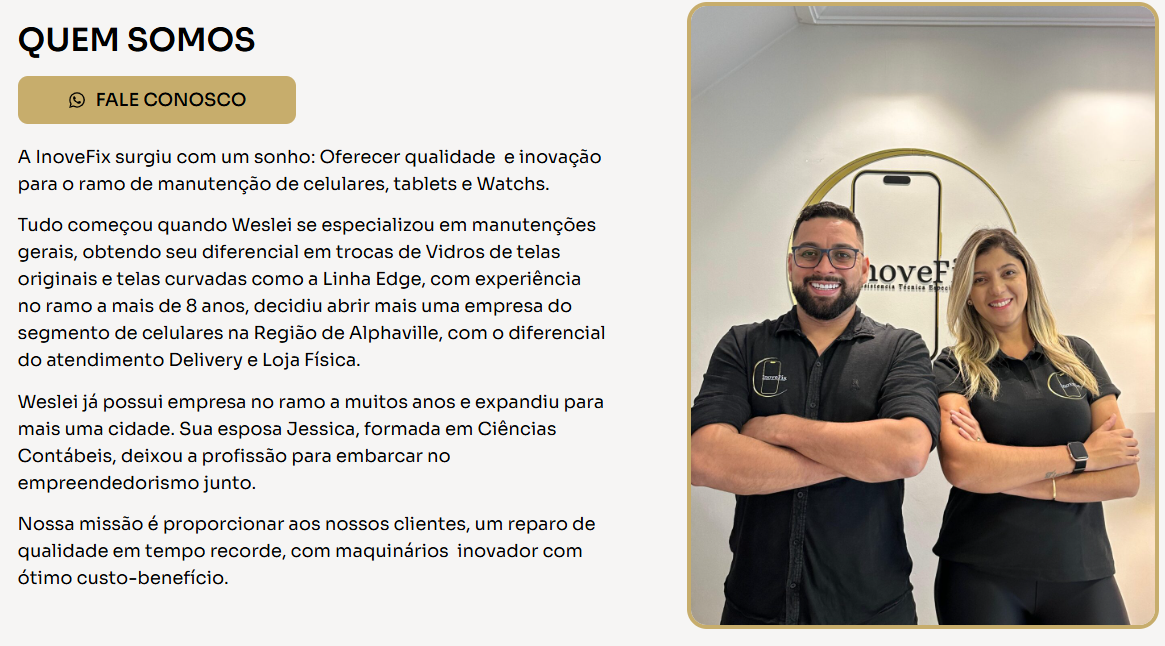 QUEM SOMOS
FALE CONOSCO
A InoveFix surgiu com um sonho: Oferecer qualidade  e inovação
para o ramo de manutenção de celulares, tablets e Watchs.
Tudo começou quando Weslei se especializou em manutenções
gerais, obtendo seu diferencial em trocas de Vidros de telas
originais e telas curvadas como a Linha Edge, com experiência
no ramo a mais de 8 anos, decidiu abrir mais uma empresa do
segmento de celulares na Região de Alphaville, com o diferencial
do atendimento Delivery e Loja Física.
Weslei já possui empresa no ramo a muitos anos e expandiu para
mais uma cidade. Sua esposa Jessica, formada em Ciências
Contábeis, deixou a profissão para embarcar no
empreendedorismo junto.
Nossa missão é proporcionar aos nossos clientes, um reparo de
qualidade em tempo recorde, com maquinários  inovador com
ótimo custo-benefício.
noveFi
Técnica
InoveFix